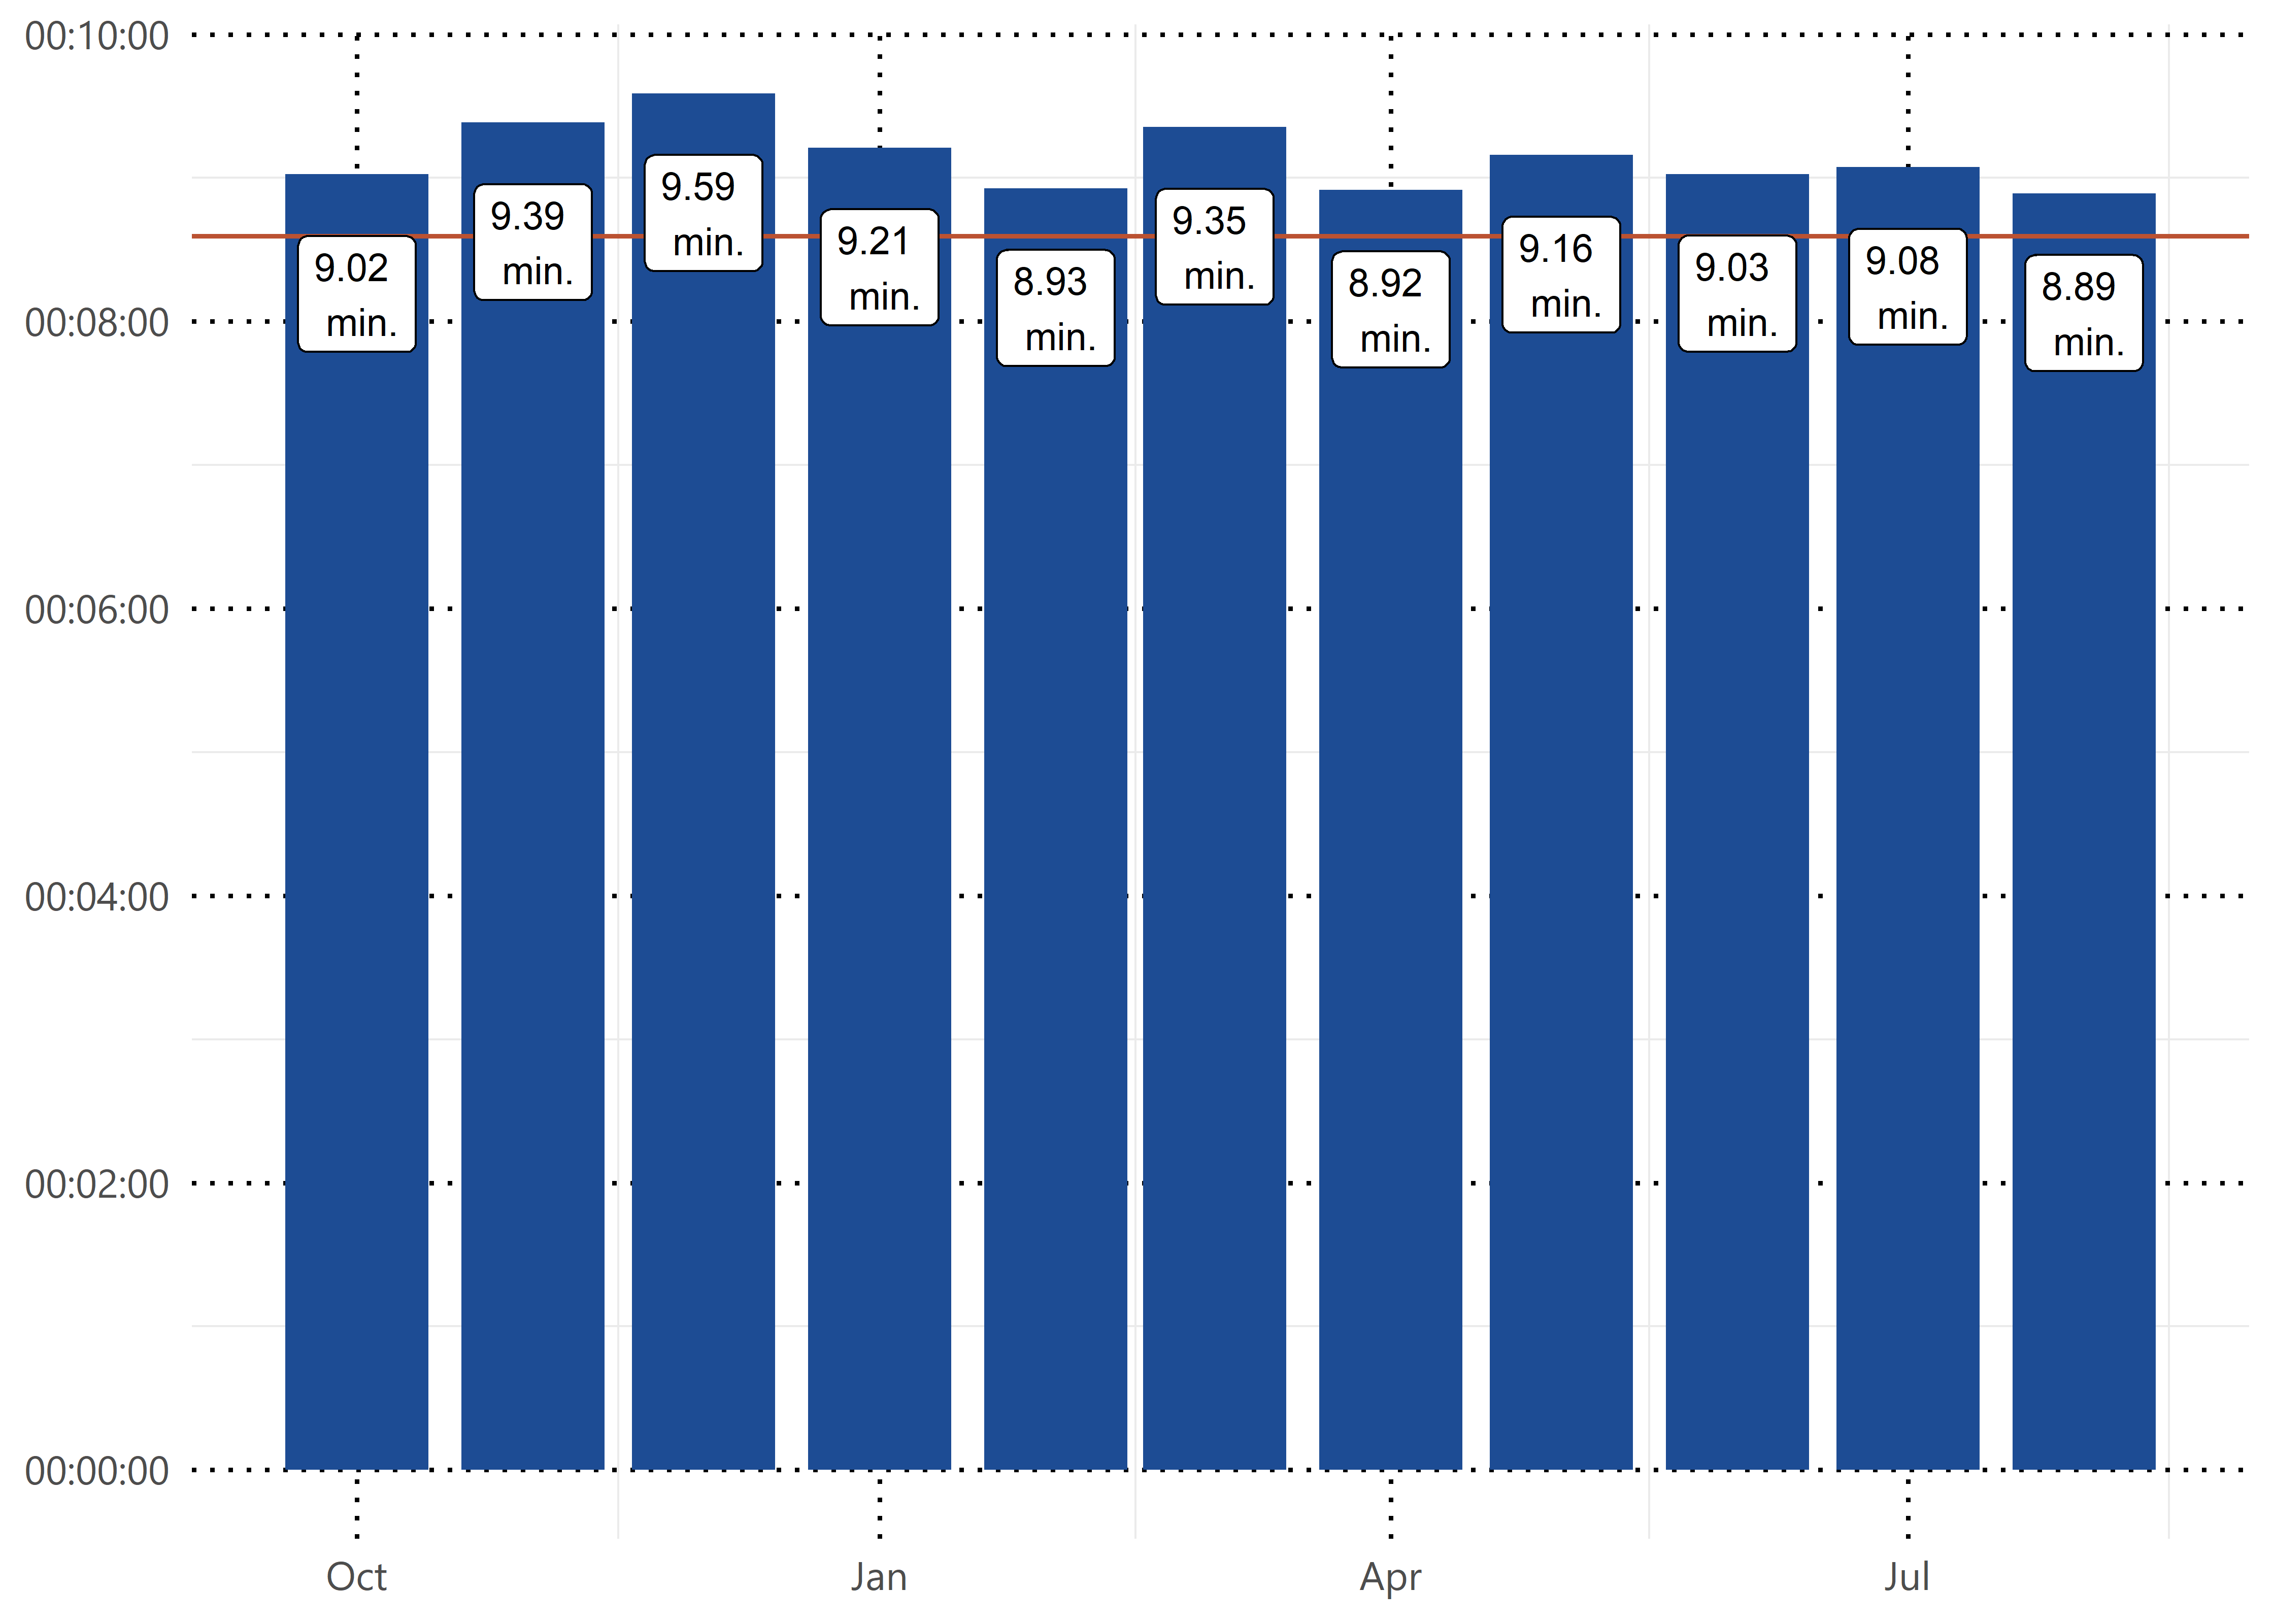 00:10:00
00:08:00
00:06:00
00:04:00
00:02:00
00:00:00
9.02
min.
9.39
min.
9.59
min.
9.21
min.
8.93
min.
9.35
min.
8.92
min.
9.16
min.
9.03
min.
9.08
min.
8.89
min.
Oct
Jan
Apr
Jul